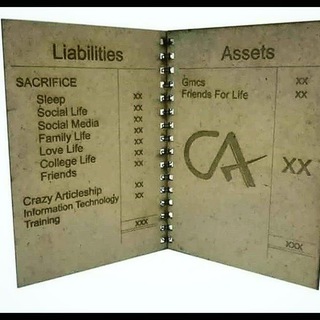 Liabilities
SACRIFICE
Sleep XX
Social Life XX
Social Media XX
Family Life XX
Love Life XX
College Life XX
Friends
XX
Crazy Articleship XX
Information Technology
Training XX
XXX
Assets
Gmcs XX
Friends For Life XX
CA XX
XXX